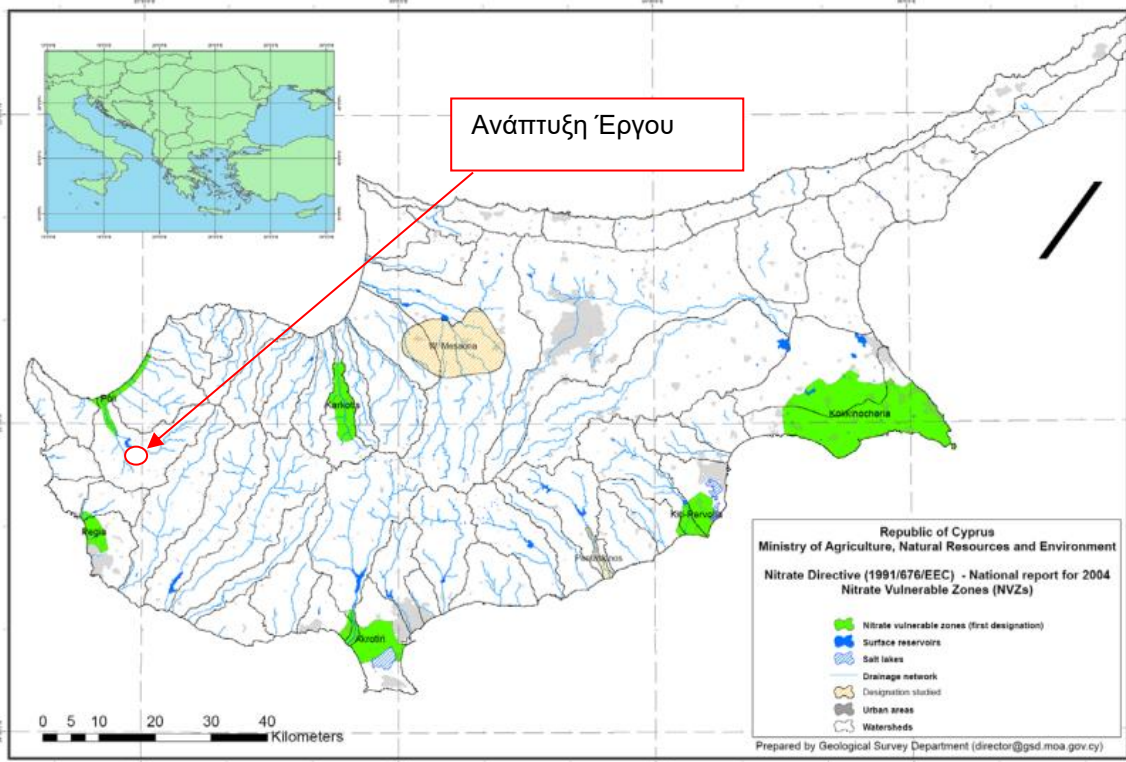 Ανάπτυξη Έργου
W. Mesaoria
Poli
Karkotis
Kokkinochoria
Pegia
Kiti-Pervolia
Akrotiri
Republic of Cyprus
Ministry of Agriculture, Natural Resources and Environment
Nitrate Directive (1991/676/EEC) - National report for 2004
Nitrate Vulnerable Zones (NVZs)
Nitrate vulnerable zones (first designation)
Surface reservoirs
Salt lakes
Drainage network
Designation studied
Urban areas
Watersheds
0 5 10 20 30 40
Kilometers
Prepared by Geological Survey Department (director@gsd.moa.gov.cy)